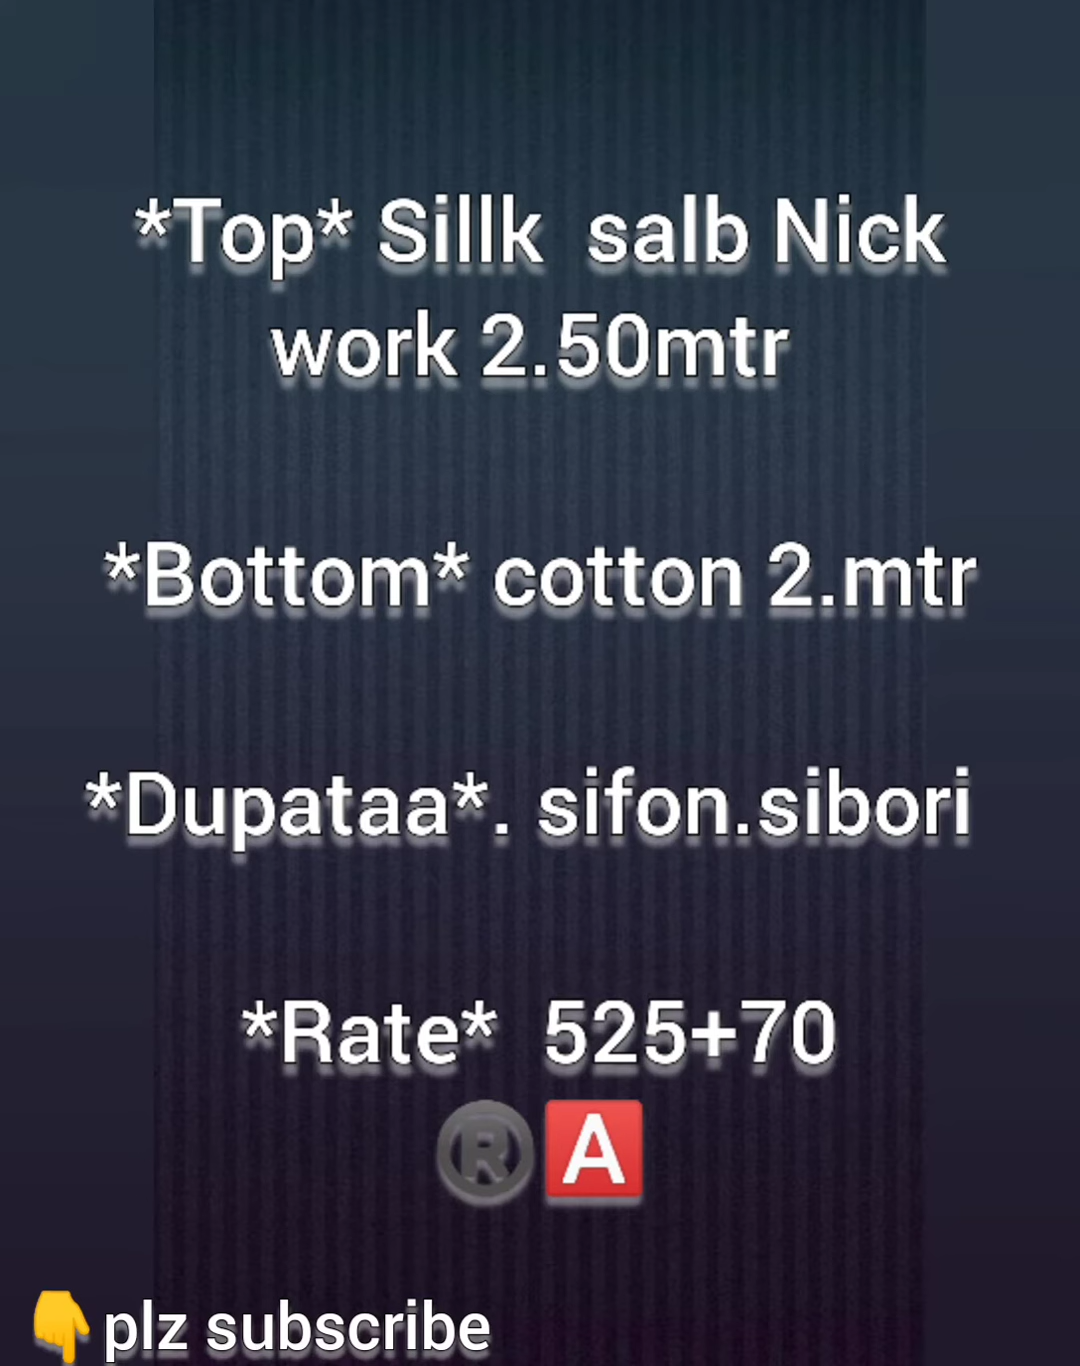 *Top* Sillk  salb Nick
work 2.50mtr
*Bottom* cotton 2.mtr
*Dupataa*. sifon.sibori
*Rate*  525+70
®️🅰️
👇plz subscribe